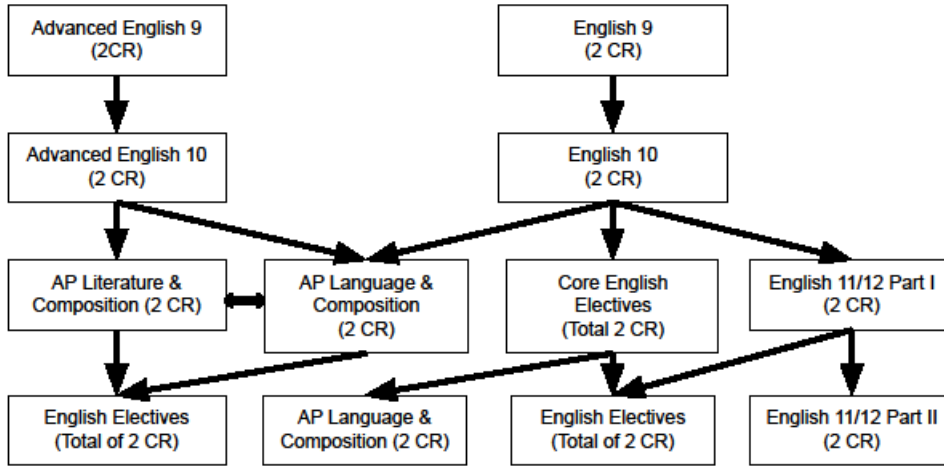 Advanced English 9
(2CR)
English 9
(2 CR)
Advanced English 10
(2 CR)
English 10
(2 CR)
AP Literature &
Composition (2 CR)
AP Language &
Composition
(2 CR)
Core English
Electives
(Total 2 CR)
English 11/12 Part I
(2 CR)
English Electives
(Total of 2 CR)
AP Language &
Composition (2 CR)
English Electives
(Total of 2 CR)
English 11/12 Part II
(2 CR)